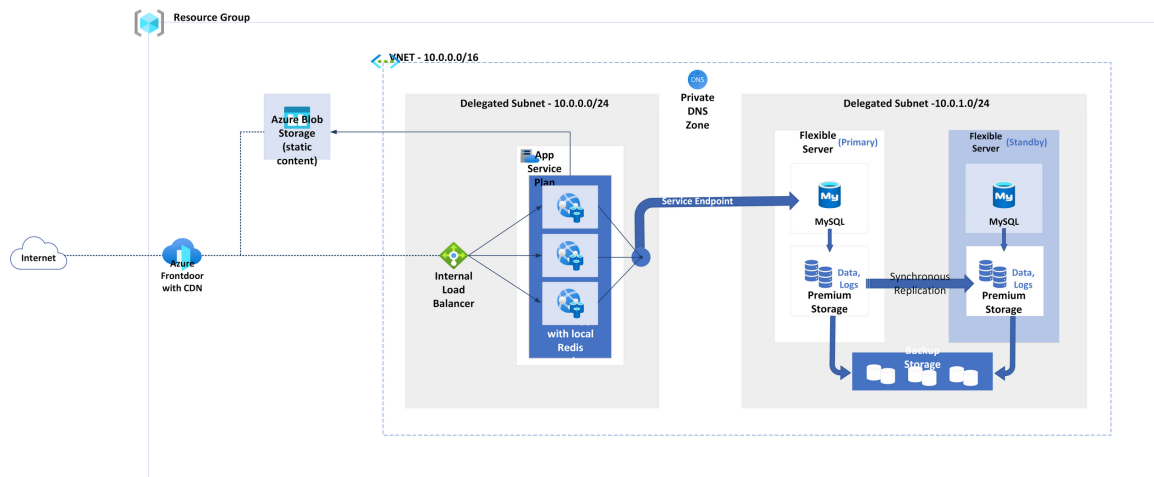 Resource Group
VNET - 10.0.0.0/16
DNS
Private
DNS
Zone
Delegated Subnet - 10.0.0.0/24
Delegated Subnet -10.0.1.0/24
Azure Blob
Storage
(static
content)
App
Service
Plan
Flexible
Server (Primary)
Flexible
Server (Standby)
My
MySQL
My
MySQL
Service Endpoint
Internet
Azure
Frontdoor
with CDN
Internal
Load
Balancer
with local
Redis
Data,
Logs
Premium
Storage
Synchronous
Replication
Data,
Logs
Premium
Storage
Backup
Storage